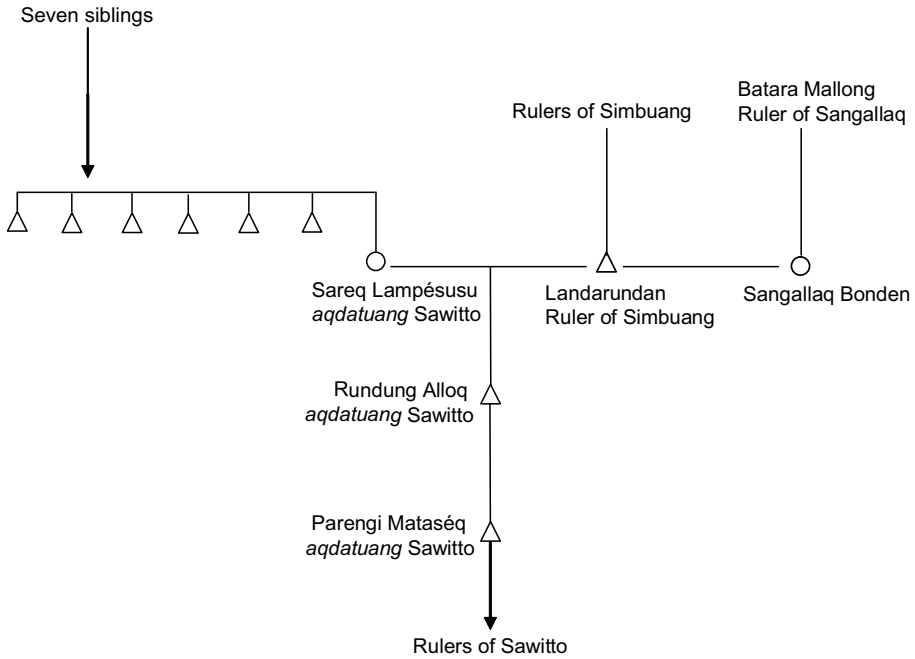 Seven siblings
Rulers of Simbuang
Batara Mallong
Ruler of Sangallaq
Sareq Lampésusu
aqdatuang Sawitto
Landarundan
Ruler of Simbuang
Sangallaq Bonden
Rundung Alloq
aqdatuang Sawitto
Parengi Mataséq
aqdatuang Sawitto
Rulers of Sawitto